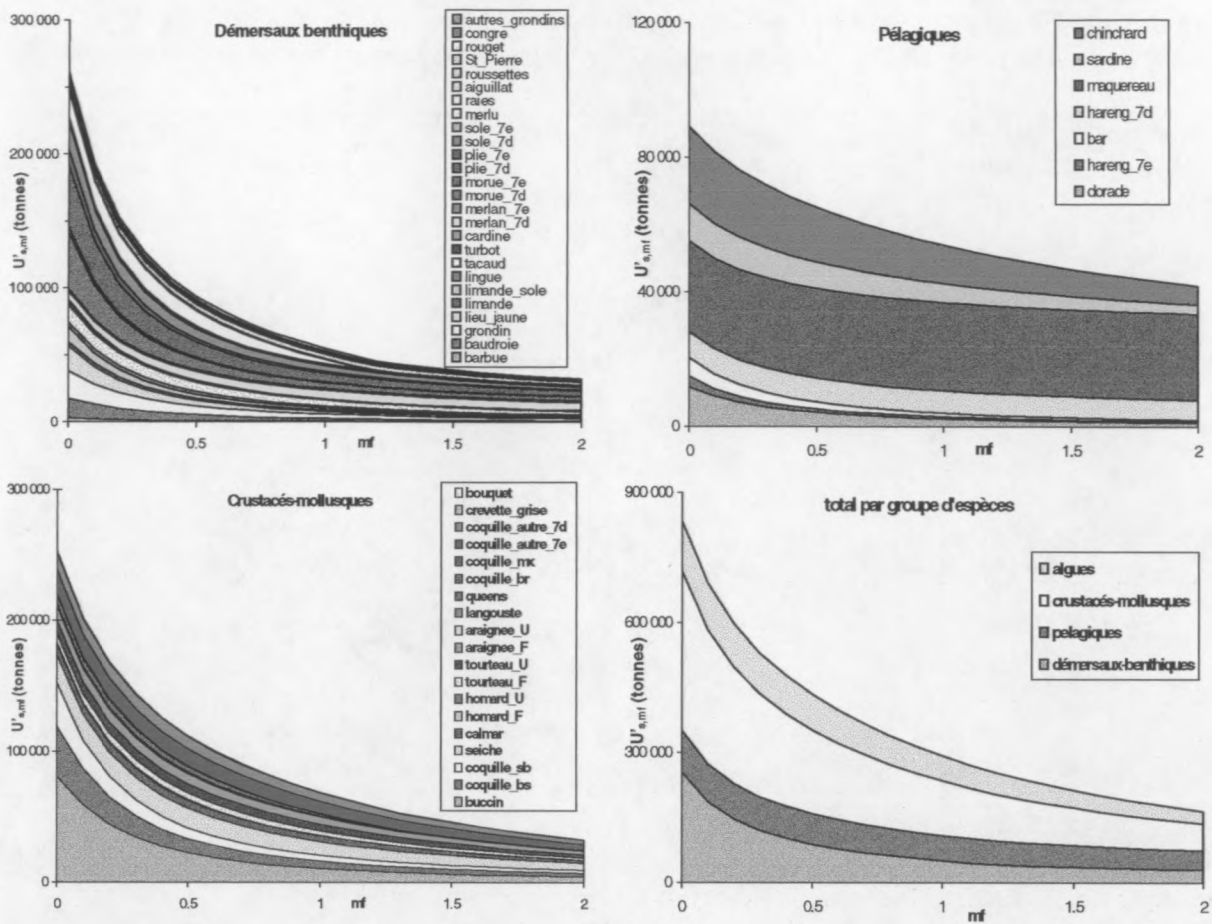 Démersaux benthiques
300 000
200 000
100 000
0
U's,mf (tonnes)
0
0.5
1
1.5
2
mf
autres_grondins
congre
rouget
St_Pierre
roussettes
aiguillat
raies
merlu
sole_7e
sole_7d
plie_7e
plie_7d
morue_7e
morue_7d
merlan_7e
merlan_7d
cardine
turbot
tacaud
lingue
limande_sole
limande
lieu_jaune
grondin
baudroie
barbue
Pélagiques
120 000
80 000
40 000
0
U's,mf (tonnes)
0
0.5
1
1.5
2
mf
chinchard
sardine
maquereau
hareng_7d
bar
hareng_7e
dorade
Crustacés-mollusques
300 000
200 000
100 000
0
U's,mf (tonnes)
0
0.5
1
1.5
2
mf
bouquet
crevette_grise
coquille_autre_7d
coquille_autre_7e
coquille_mx
coquille_br
queens
langouste
araignee_U
araignee_F
tourteau_U
tourteau_F
homard_U
homard_F
calmar
seiche
coquille_sb
coquille_bs
buccin
total par groupe d'espèces
900 000
600 000
300 000
0
U's,mf (tonnes)
0
0.5
1
1.5
2
mf
algues
crustacés-mollusques
pelagiques
démersaux-benthiques